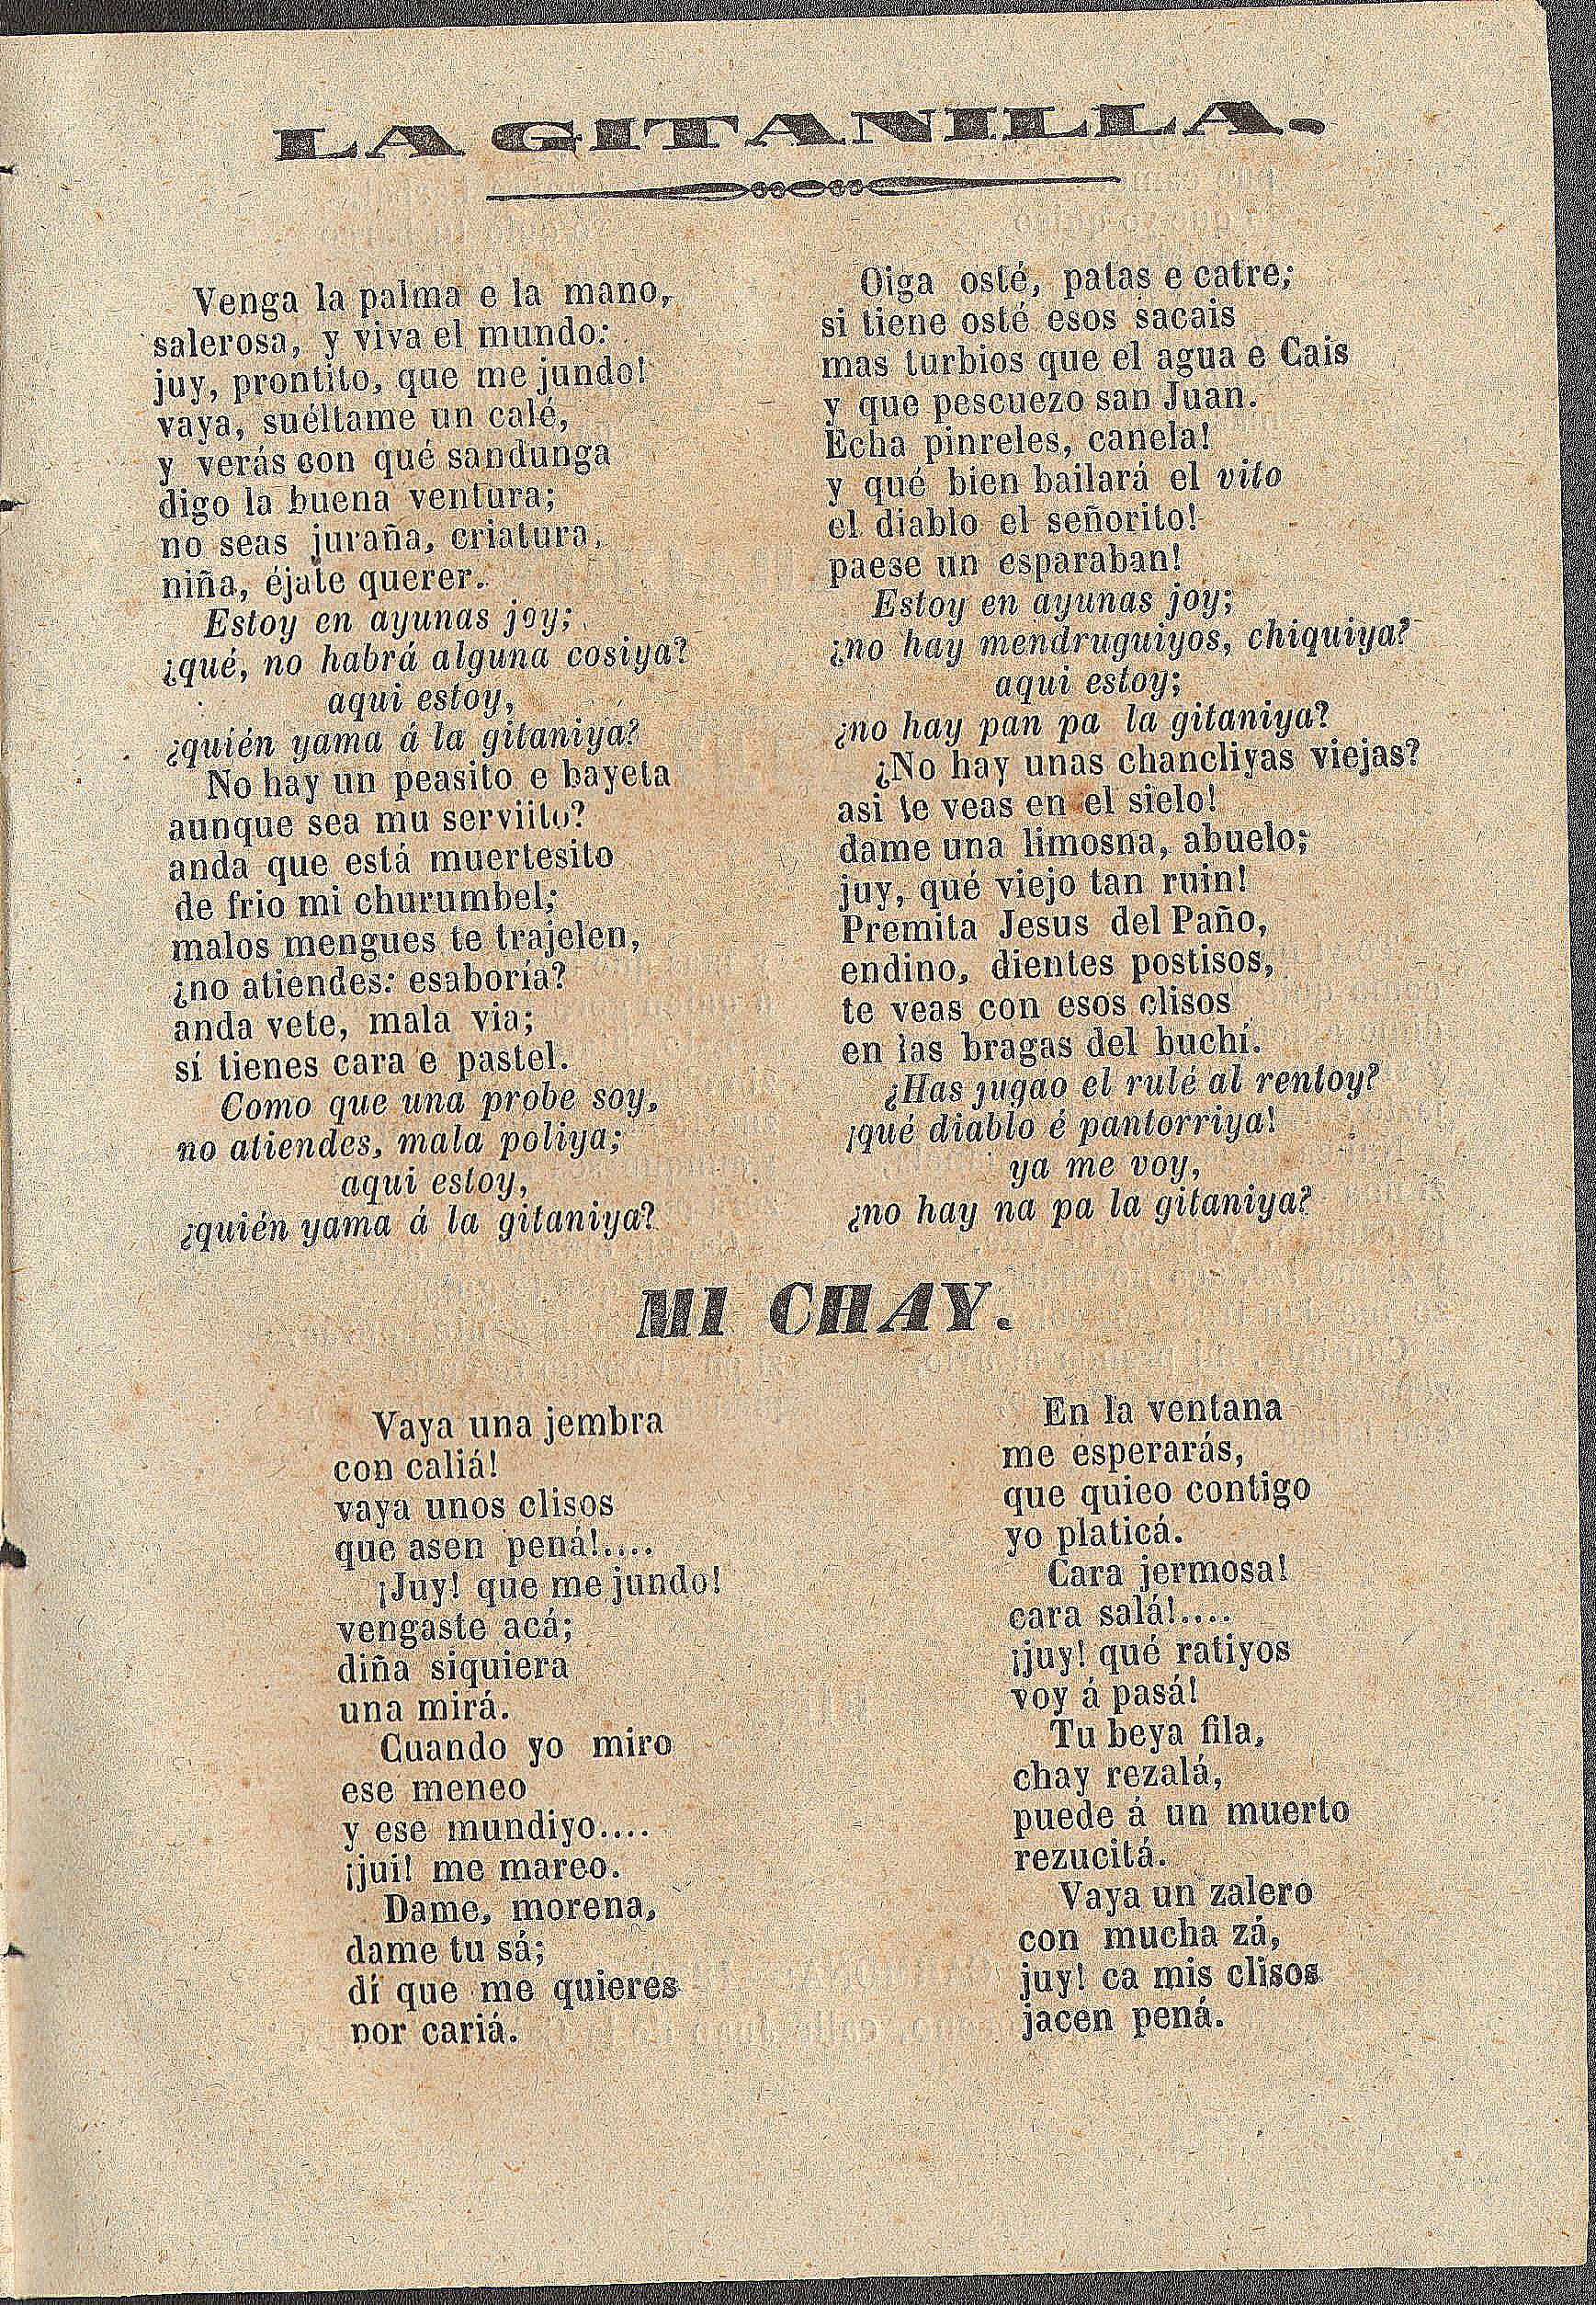 LA GITANILLA.
Venga la palma e la mano,
salerosa, y viva el mundo:
juy, prontito, que me jundo!
vaya, suéltame un calé,
y verás con qué sandunga
digo la buena ventura;
no seas juraña, criatura,
niña, éjate querer.
Estoy en ayunas joy;
¿qué, no habrá alguna cosiya?
aqui estoy,
¿quién yama á la gitaniya?
No hay un peasito e bayeta
aunque sea mu serviito?
anda que está muertesito
de frio mi churumbel;
malos mengues te trajelen,
¿no atiendes: esaboría?
anda vete, mala via;
sí tienes cara e pastel.
Como que una probe soy,
no atiendes, mala poliya;
aqui estoy,
¿quién yama á la gitaniya?
Oiga osté, patas e catre;
si tiene osté esos sacais
mas turbios que el agua e Cais
y que pescuezo san Juan.
Echa pinreles, canela!
y qué bien bailará el vito
el diablo el señorito!
paese un esparaban!
Estoy en ayunas joy;
¿no hay mendruguiyos, chiquiya?
aqui estoy;
¿no hay pan pa la gitaniya?
¿No hay unas chancliyas viejas?
asi te veas en el sielo!
dame una limosna, abuelo;
juy, qué viejo tan ruin!
Premita Jesus del Paño,
endino, dientes postisos,
te veas con esos clisos
en las bragas del buchí.
¿Has jugao el rulé al rentoy?
¡qué diablo é pantorriya!
ya me voy,
¿no hay na pa la gitaniya?
MI CHAY.
Vaya una jembra
con caliá!
vaya unos clisos
que asen pená!....
¡Juy! que me jundo!
vengaste acá;
diña siquiera
una mirá.
Cuando yo miro
ese meneo
y ese mundiyo....
¡jui! me mareo.
Dame, morena,
dame tu sá;
dí que me quieres
por cariá.
En la ventana
me esperarás,
que quieo contigo
yo platicá.
Cara jermosa!
cara salá!....
¡juy! qué ratiyos
voy á pasá!
Tu beya fila,
chay rezalá,
puede á un muerto
rezucitá.
Vaya un zalero
con mucha zá,
juy! ca mis clisos
jacen pená.